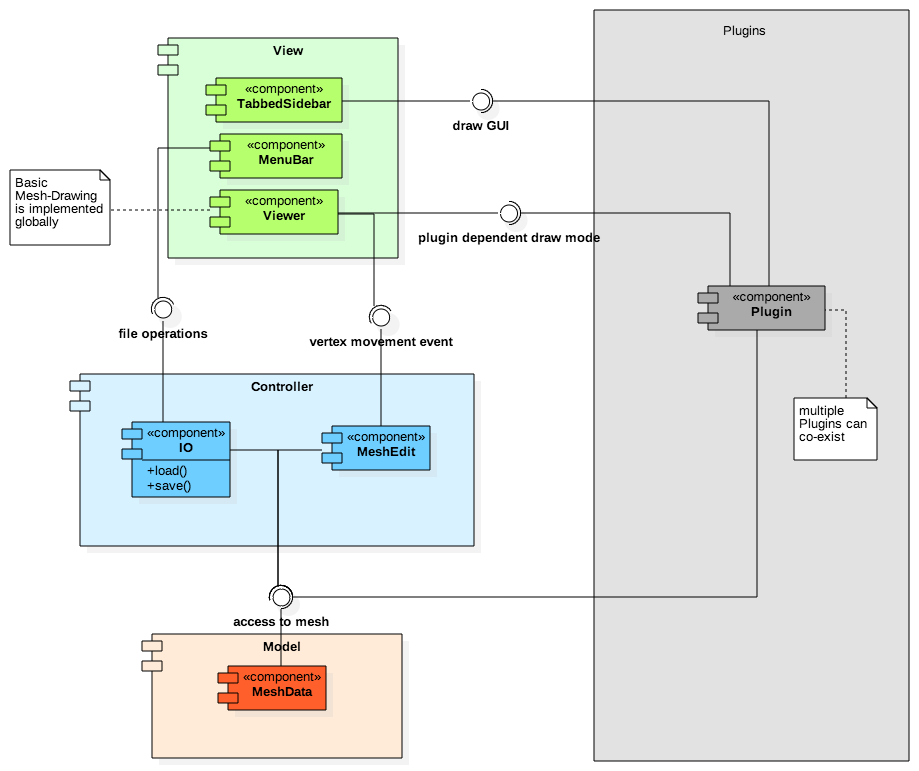 Plugins
View
«component»
TabbedSidebar
draw GUI
«component»
MenuBar
Basic
Mesh-Drawing
is implemented
globally
«component»
Viewer
plugin dependent draw mode
«component»
Plugin
file operations
vertex movement event
Controller
multiple
Plugins can
co-exist
«component»
IO
+load()
+save()
«component»
MeshEdit
access to mesh
Model
«component»
MeshData